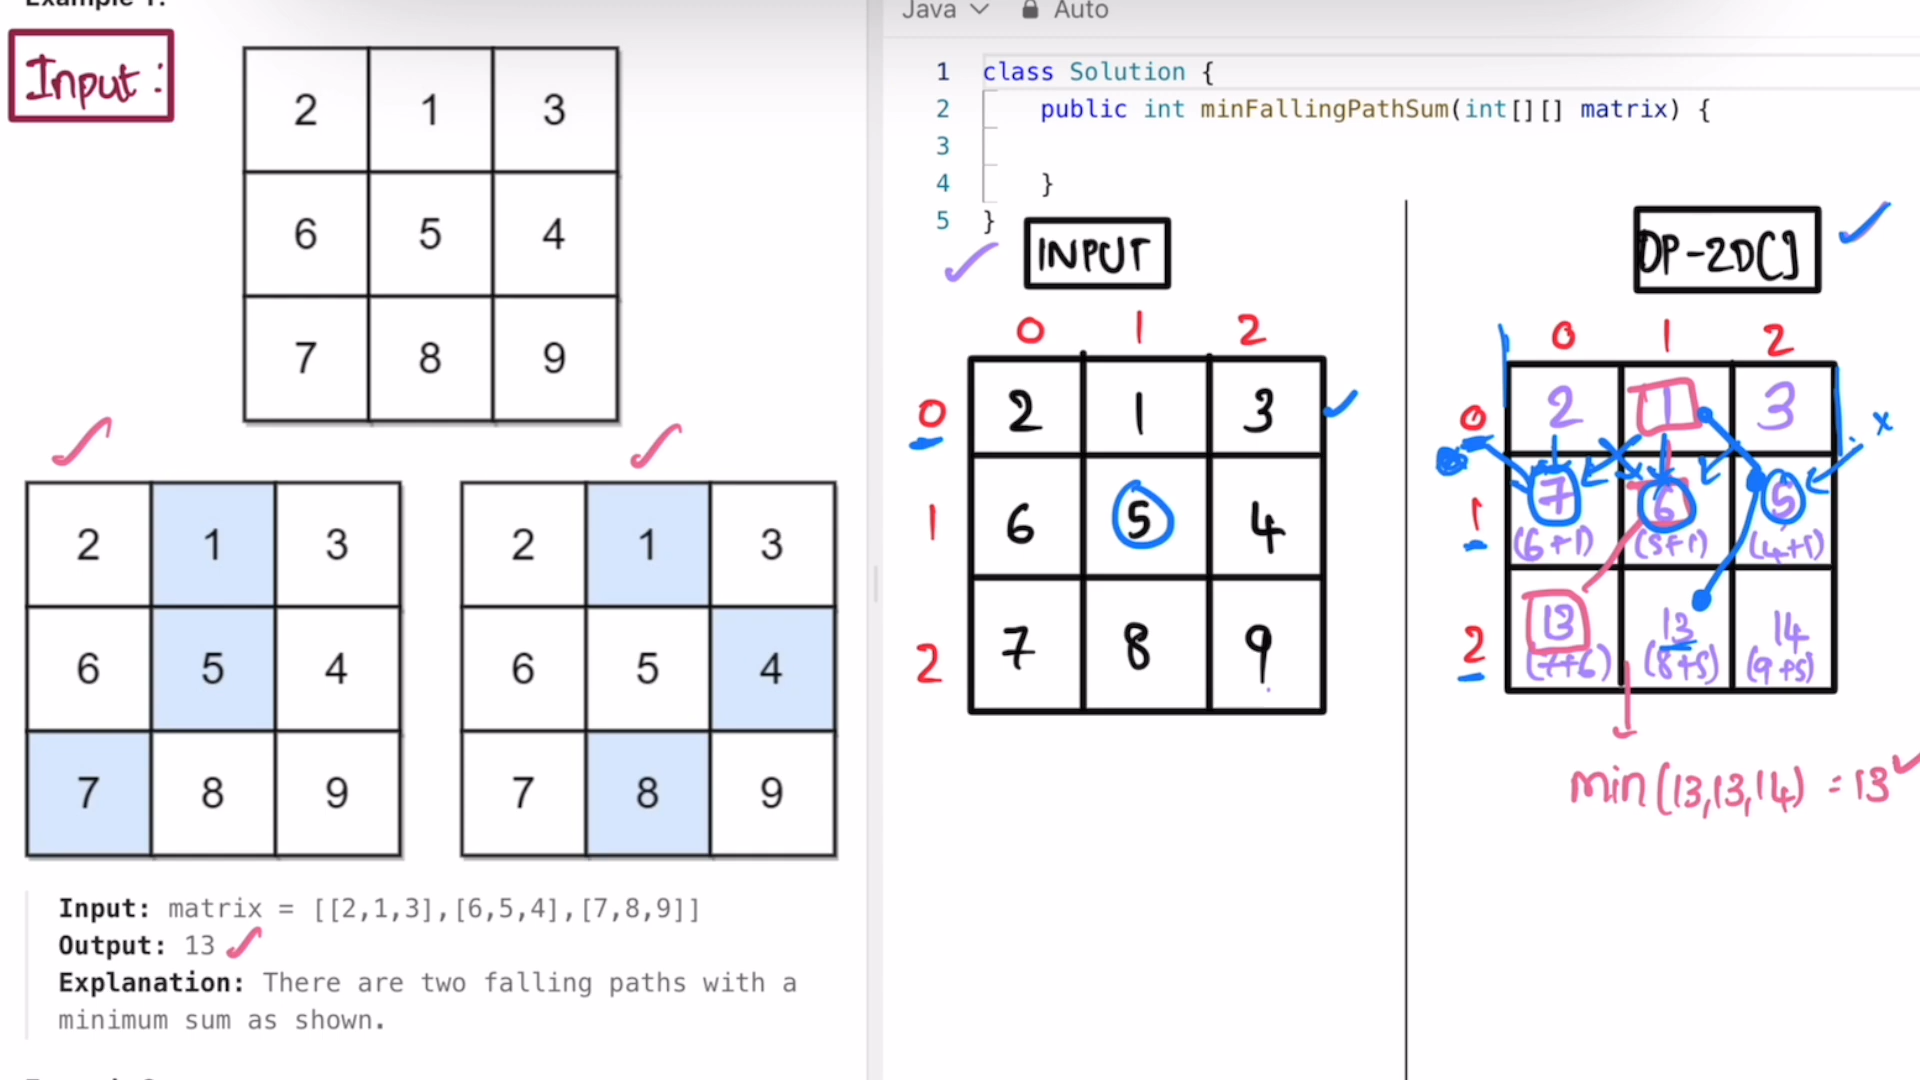 Example 1:
Input:
2 1 3
6 5 4
7 8 9
2 1 3
6 5 4
7 8 9
2 1 3
6 5 4
7 8 9
Input: matrix = [[2,1,3],[6,5,4],[7,8,9]]
Output: 13
Explanation: There are two falling paths with a
minimum sum as shown.
Java Auto
1 class Solution {
2 public int minFallingPathSum(int[][] matrix) {
3
4 }
5 }
INPUT
0 1 2
0 2 1 3
1 6 5 4
2 7 8 9
DP-2D[]
0 1 2
0 2 1 3
x
1 7 6 5
(6+1) (5+1) (4+1)
2 13 13 14
(7+6) (8+5) (9+5)
min(13,13,14) = 13